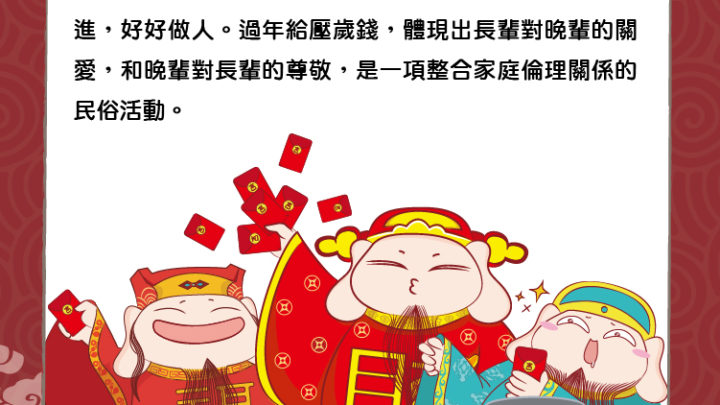 進，好好做人。過年給壓歲錢，體現出長輩對晚輩的關
愛，和晚輩對長輩的尊敬，是一項整合家庭倫理關係的
民俗活動。